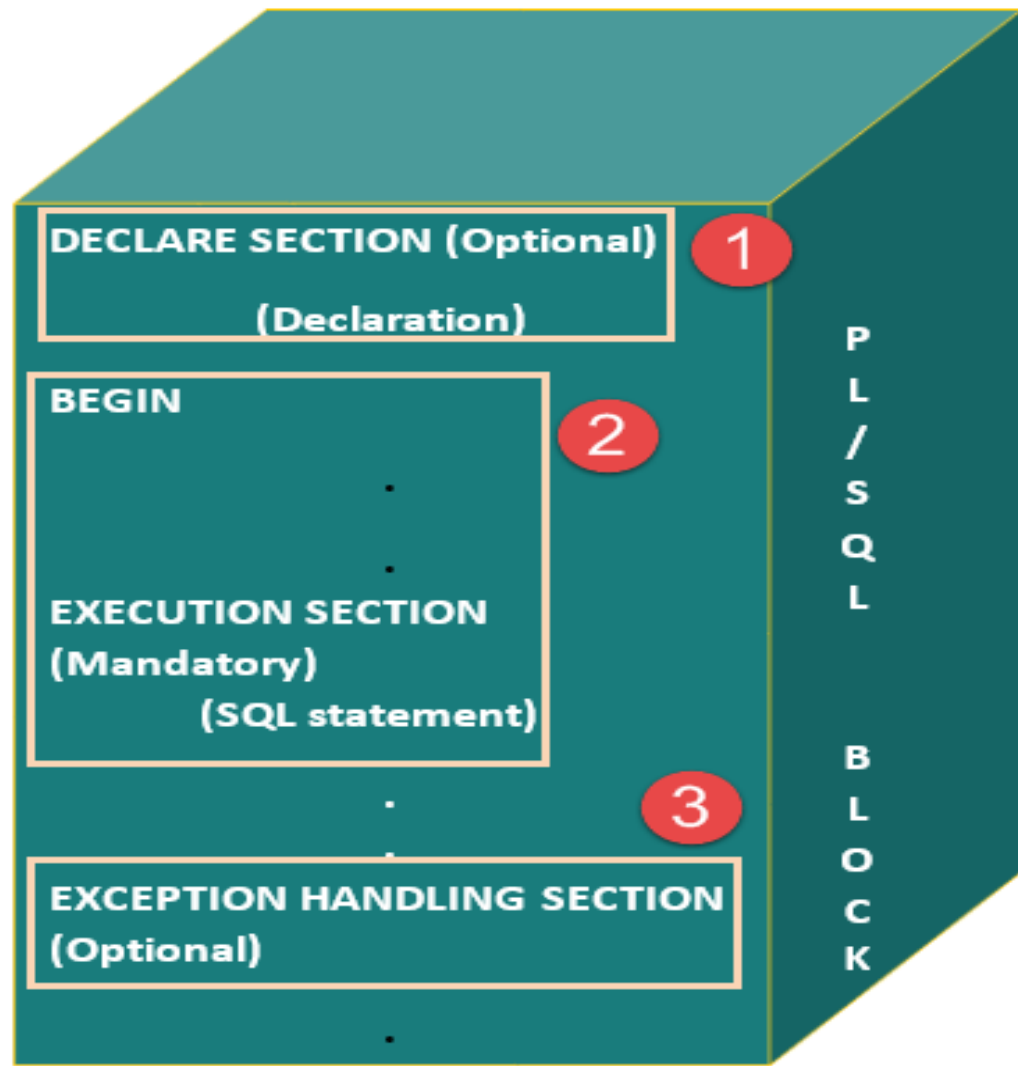 DECLARE SECTION (Optional)
1
(Declaration)
BEGIN
2
.
.
EXECUTION SECTION
(Mandatory)
(SQL statement)
.
3
.
EXCEPTION HANDLING SECTION
(Optional)
.
P
L
/
S
Q
L
B
L
O
C
K